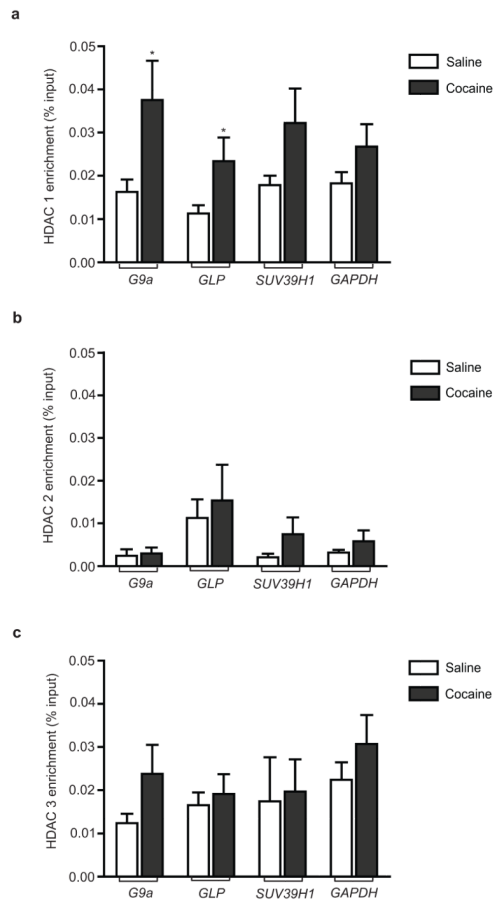 a
HDAC 1 enrichment (% input)
0.05
0.04
0.03
0.02
0.01
0.00
*
*
Saline
Cocaine
G9a GLP SUV39H1 GAPDH
b
HDAC 2 enrichment (% input)
0.05
0.04
0.03
0.02
0.01
0.00
Saline
Cocaine
G9a GLP SUV39H1 GAPDH
c
HDAC 3 enrichment (% input)
0.05
0.04
0.03
0.02
0.01
0.00
Saline
Cocaine
G9a GLP SUV39H1 GAPDH